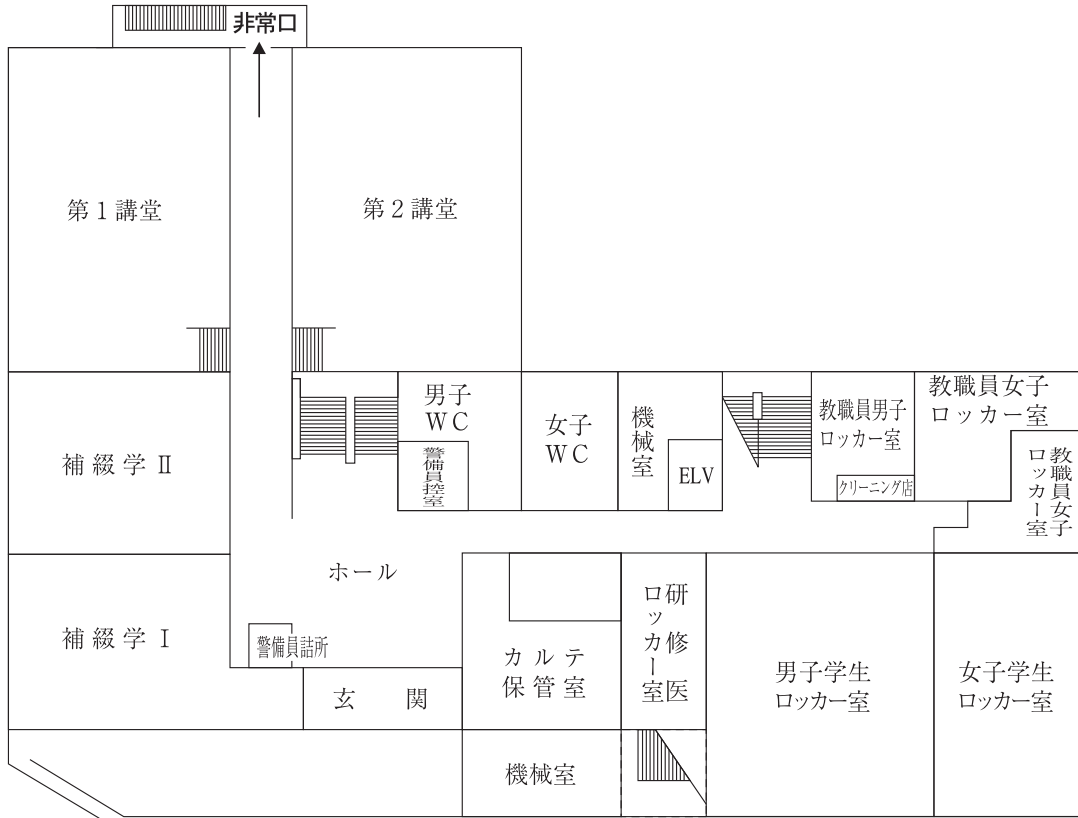 非常口
第1講堂
第2講堂
男子
WC
警備員控室
女子
WC
機械室
ELV
教職員男子
ロッカー室
クリーニング店
教職員女子
ロッカー室
教職員女子
ロッカー室
補綴学Ⅱ
ホール
補綴学Ⅰ
警備員詰所
玄関
カルテ
保管室
研修医
ロッカー室
男子学生
ロッカー室
女子学生
ロッカー室
機械室